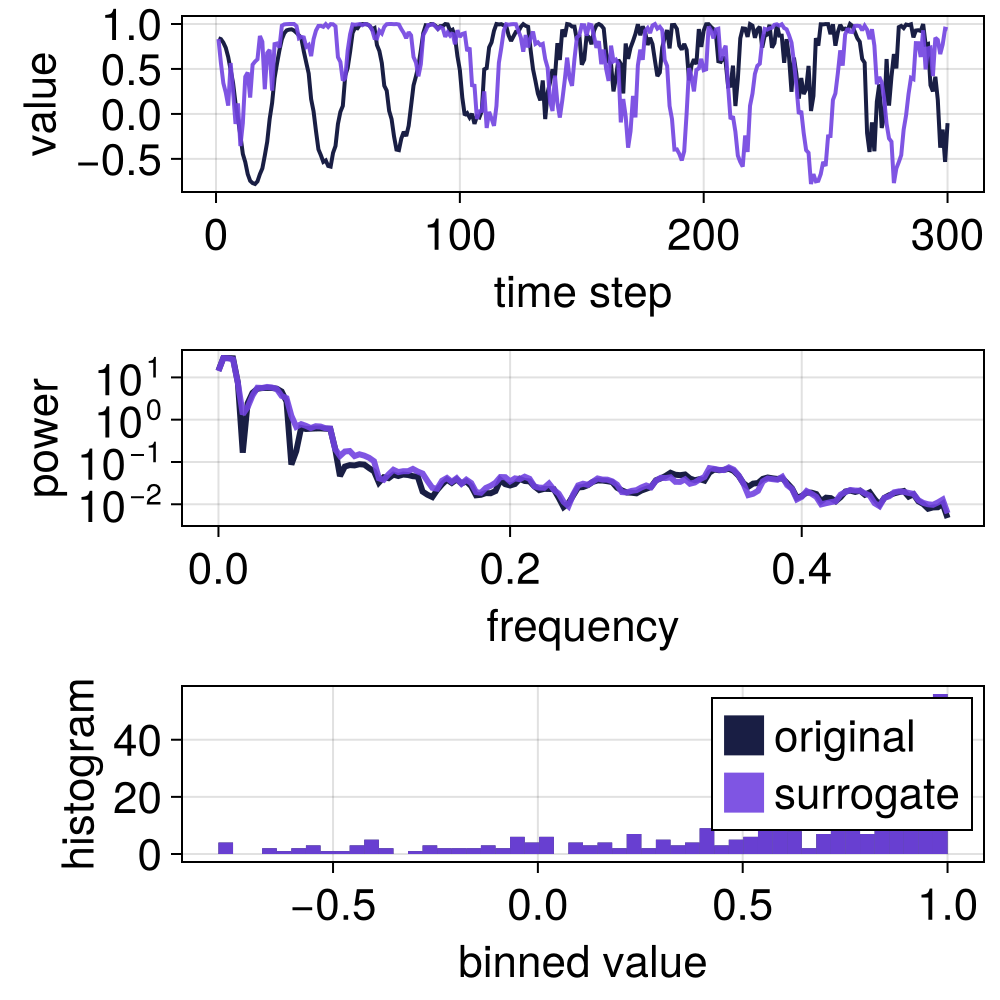 value
1.0
0.5
0.0
−0.5
0 100 200 300
time step
power
10¹
10⁰
10⁻¹
10⁻²
0.0 0.2 0.4
frequency
histogram
40
20
0
original
surrogate
−0.5 0.0 0.5 1.0
binned value